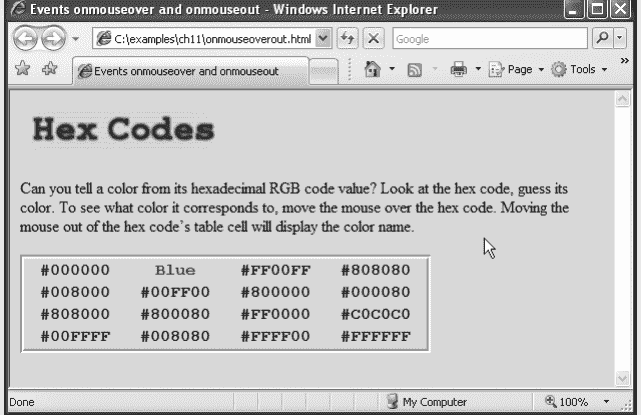 Events onmouseover and onmouseout - Windows Internet Explorer
C:\examples\ch11\onmouseoverout.html Google
Events onmouseover and onmouseout Page Tools »
Hex Codes
Can you tell a color from its hexadecimal RGB code value? Look at the hex code, guess its
color. To see what color it corresponds to, move the mouse over the hex code. Moving the
mouse out of the hex code's table cell will display the color name.
#000000 Blue #FF00FF #808080
#008000 #00FF00 #800000 #000080
#808000 #800080 #FF0000 #C0C0C0
#00FFFF #008080 #FFFF00 #FFFFFF
Done My Computer 100%